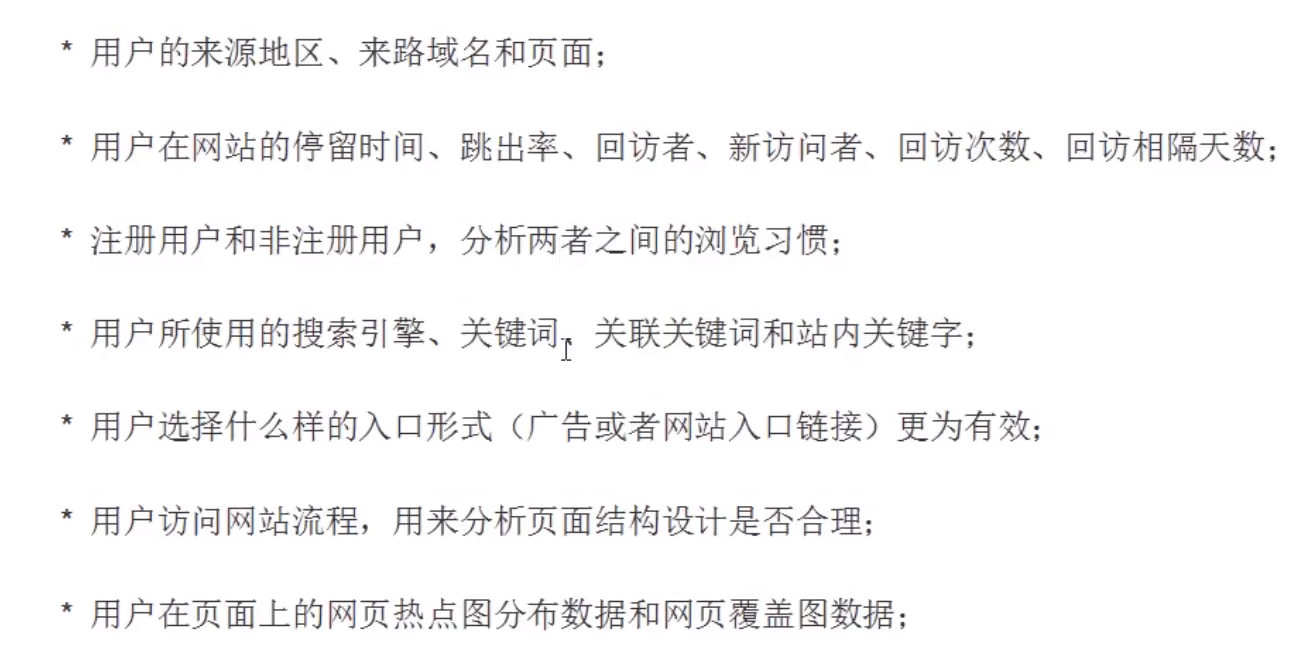 * 用户的来源地区、来路域名和页面；
* 用户在网站的停留时间、跳出率、回访者、新访问者、回访次数、回访相隔天数；
* 注册用户和非注册用户，分析两者之间的浏览习惯；
* 用户所使用的搜索引擎、关键词、关联关键词和站内关键字；
* 用户选择什么样的入口形式（广告或者网站入口链接）更为有效；
* 用户访问网站流程，用来分析页面结构设计是否合理；
* 用户在页面上的网页热点图分布数据和网页覆盖图数据；